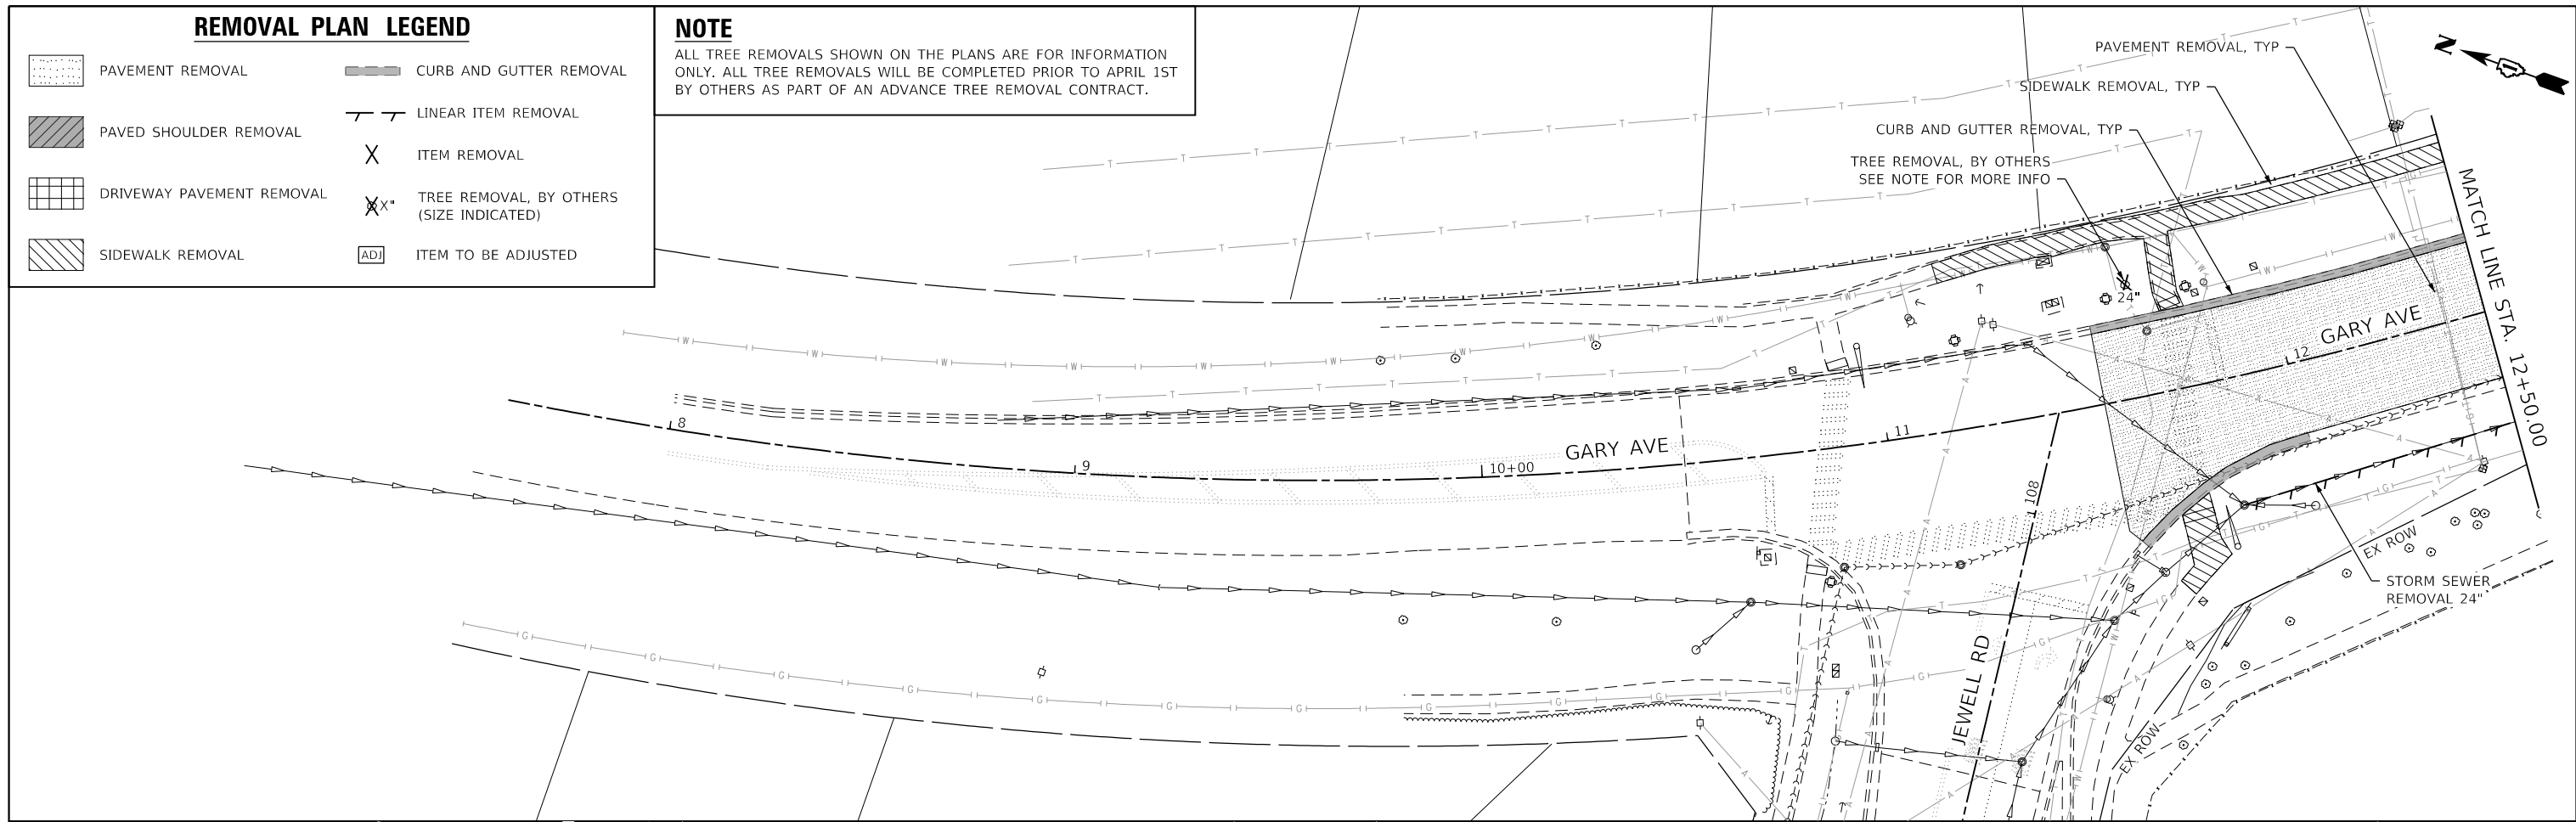 REMOVAL PLAN LEGEND
PAVEMENT REMOVAL
PAVED SHOULDER REMOVAL
DRIVEWAY PAVEMENT REMOVAL
SIDEWALK REMOVAL
CURB AND GUTTER REMOVAL
LINEAR ITEM REMOVAL
ITEM REMOVAL
X"
TREE REMOVAL, BY OTHERS
(SIZE INDICATED)
ADJ
ITEM TO BE ADJUSTED
NOTE
ALL TREE REMOVALS SHOWN ON THE PLANS ARE FOR INFORMATION
ONLY. ALL TREE REMOVALS WILL BE COMPLETED PRIOR TO APRIL 1ST
BY OTHERS AS PART OF AN ADVANCE TREE REMOVAL CONTRACT.
PAVEMENT REMOVAL, TYP
SIDEWALK REMOVAL, TYP
CURB AND GUTTER REMOVAL, TYP
TREE REMOVAL, BY OTHERS
SEE NOTE FOR MORE INFO
24"
N
MATCH LINE STA. 12+50.00
GARY AVE
12
11
GARY AVE
10+00
9
8
108
JEWELL RD
EX ROW
EX ROW
STORM SEWER
REMOVAL 24"